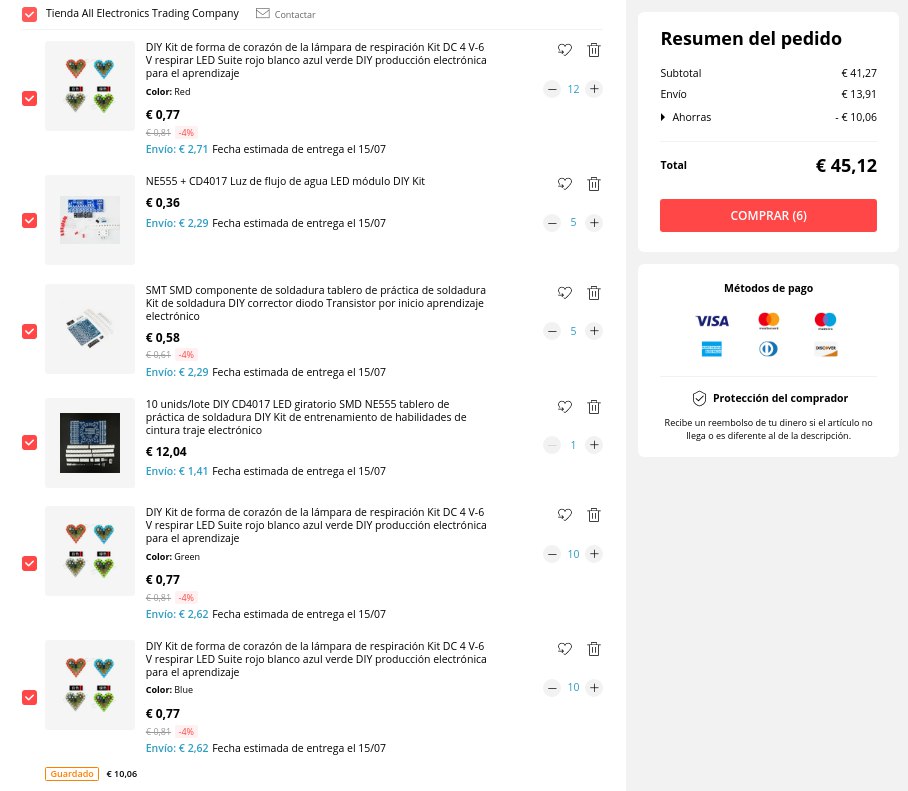 Tienda All Electronics Trading Company
Contactar
DIY Kit de forma de corazón de la lámpara de respiración Kit DC 4 V-6
V respirar LED Suite rojo blanco azul verde DIY producción electrónica
para el aprendizaje
Color: Red
12
€ 0,77
€ 0,81 -4%
Envío: € 2,71 Fecha estimada de entrega el 15/07
NE555 + CD4017 Luz de flujo de agua LED módulo DIY Kit
€ 0,36
Envío: € 2,29 Fecha estimada de entrega el 15/07
5
SMT SMD componente de soldadura tablero de práctica de soldadura
Kit de soldadura DIY corrector diodo Transistor por inicio aprendizaje
electrónico
€ 0,58
5
€ 0,61 -4%
Envío: € 2,29 Fecha estimada de entrega el 15/07
10 unids/lote DIY CD4017 LED giratorio SMD NE555 tablero de
práctica de soldadura DIY Kit de entrenamiento de habilidades de
cintura traje electrónico
1
€ 12,04
Envío: € 1,41 Fecha estimada de entrega el 15/07
DIY Kit de forma de corazón de la lámpara de respiración Kit DC 4 V-6
V respirar LED Suite rojo blanco azul verde DIY producción electrónica
para el aprendizaje
Color: Green
10
€ 0,77
€ 0,81 -4%
Envío: € 2,62 Fecha estimada de entrega el 15/07
DIY Kit de forma de corazón de la lámpara de respiración Kit DC 4 V-6
V respirar LED Suite rojo blanco azul verde DIY producción electrónica
para el aprendizaje
Color: Blue
10
€ 0,77
€ 0,81 -4%
Envío: € 2,62 Fecha estimada de entrega el 15/07
Guardado € 10,06
Resumen del pedido
Subtotal € 41,27
Envío € 13,91
Ahorras - € 10,06
Total € 45,12
COMPRAR (6)
Métodos de pago
VISA
DISCOVER
Protección del comprador
Recibe un reembolso de tu dinero si el artículo no
llega o es diferente al de la descripción.